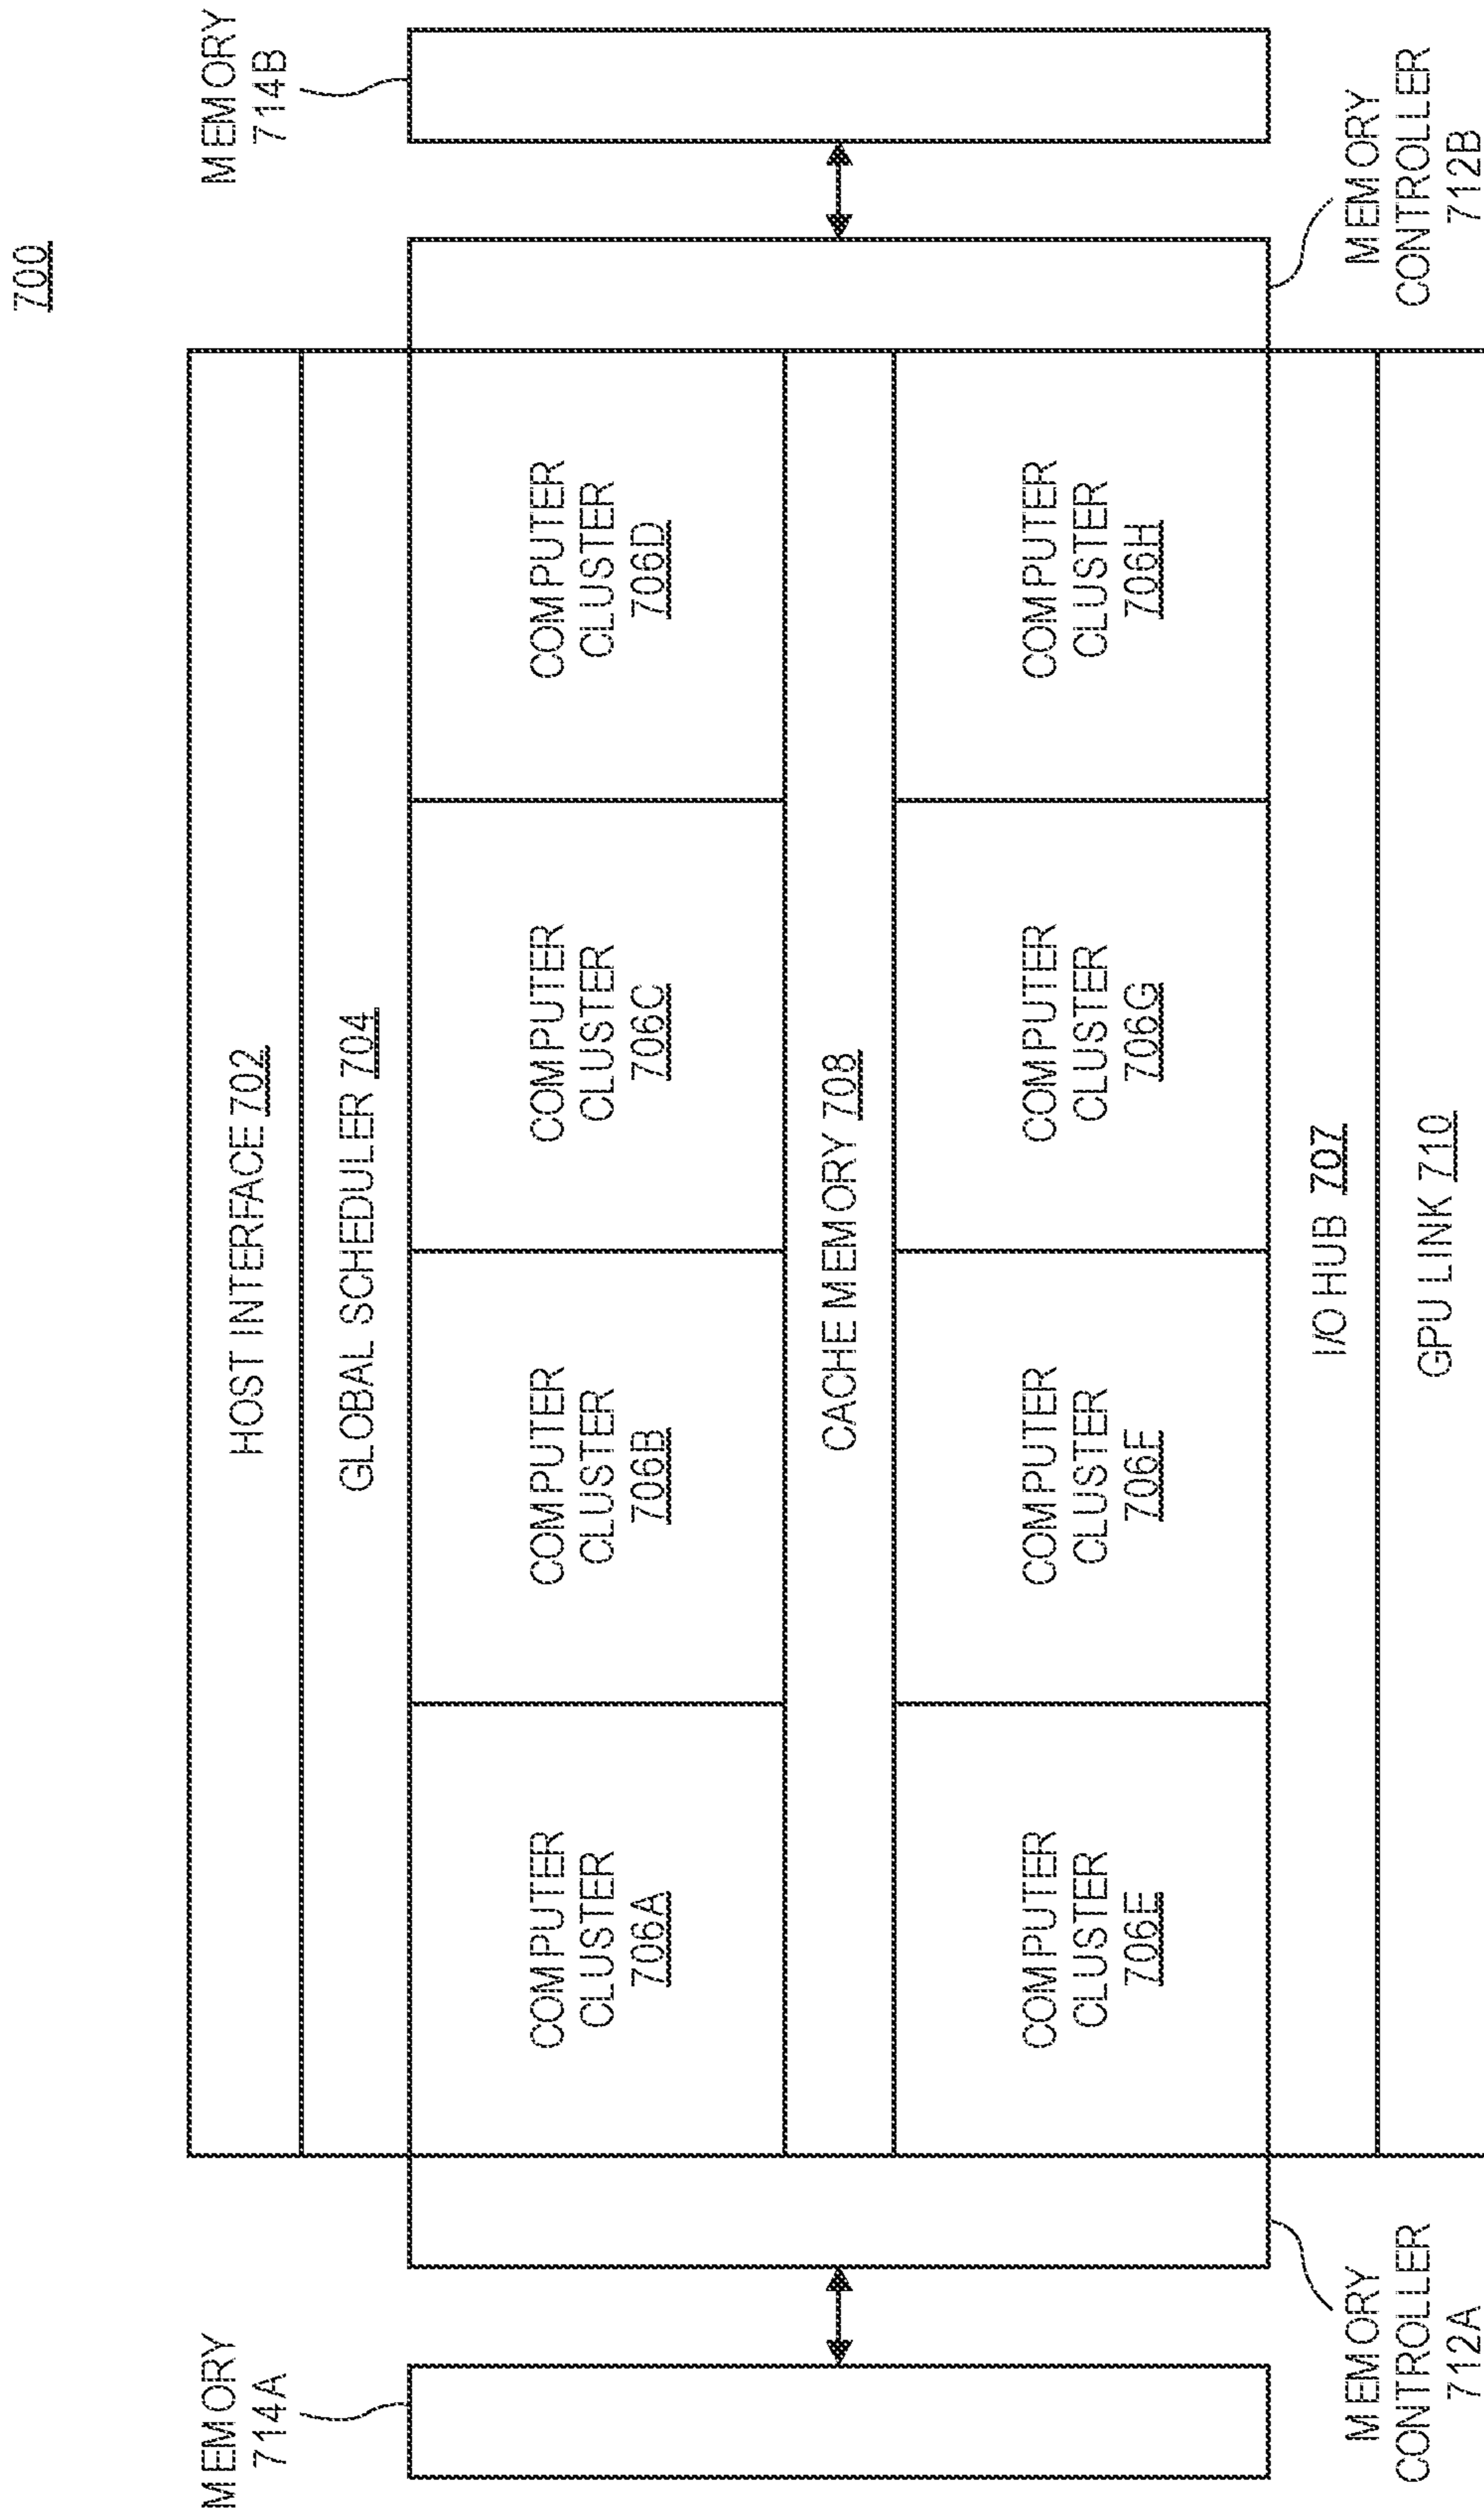 700
MEMORY
714A
MEMORY
714B
HOST INTERFACE 702
GLOBAL SCHEDULER 704
COMPUTER
CLUSTER
706A
COMPUTER
CLUSTER
706B
COMPUTER
CLUSTER
706C
COMPUTER
CLUSTER
706D
CACHE MEMORY 708
COMPUTER
CLUSTER
706E
COMPUTER
CLUSTER
706F
COMPUTER
CLUSTER
706G
COMPUTER
CLUSTER
706H
I/O HUB 707
GPU LINK 710
MEMORY
CONTROLLER
712A
MEMORY
CONTROLLER
712B